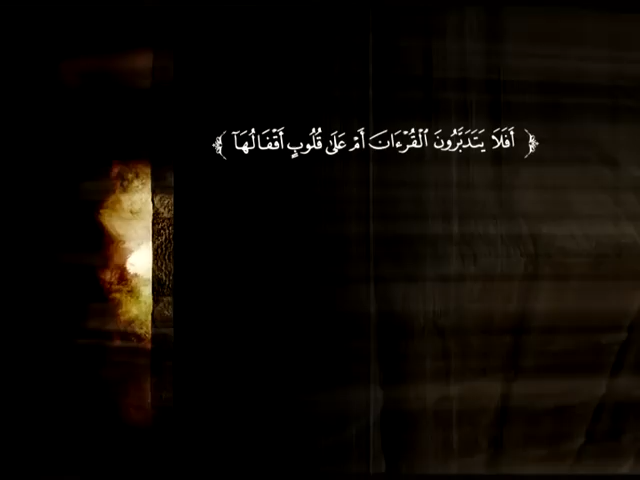 ﴿ أَفَلَا يَتَدَبَّرُونَ ٱلْقُرْءَانَ أَمْ عَلَىٰ قُلُوبٍ أَقْفَالُهَآ ﴾